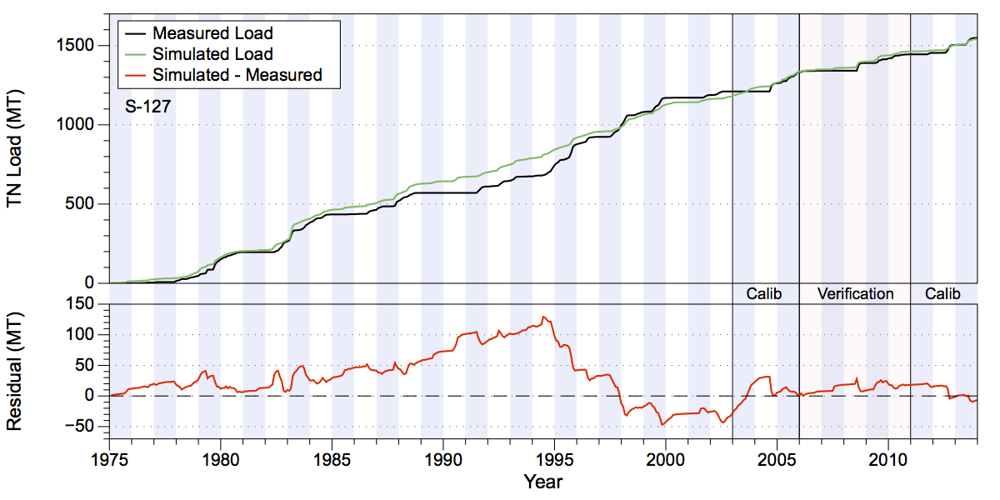 Measured Load
Simulated Load
Simulated - Measured
S-127
TN Load (MT)
1500
1000
500
0
Calib
Verification
Calib
Residual (MT)
150
100
50
0
−50
1975
1980
1985
1990
1995
2000
2005
2010
Year